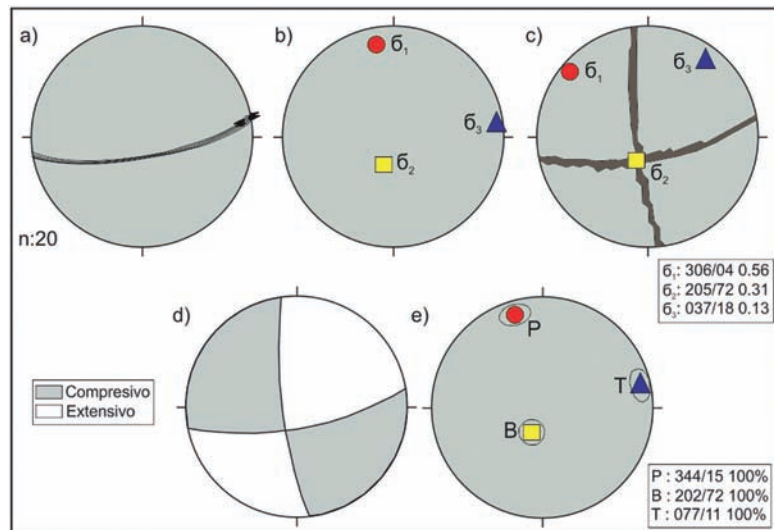 a)
b)
c)
б₁
б₃
б₂
б₁
б₃
б₂
n:20
б₁: 306/04 0.56
б₂: 205/72 0.31
б₃: 037/18 0.13
d)
e)
Compresivo
Extensivo
P
T
B
P : 344/15 100%
B : 202/72 100%
T : 077/11 100%